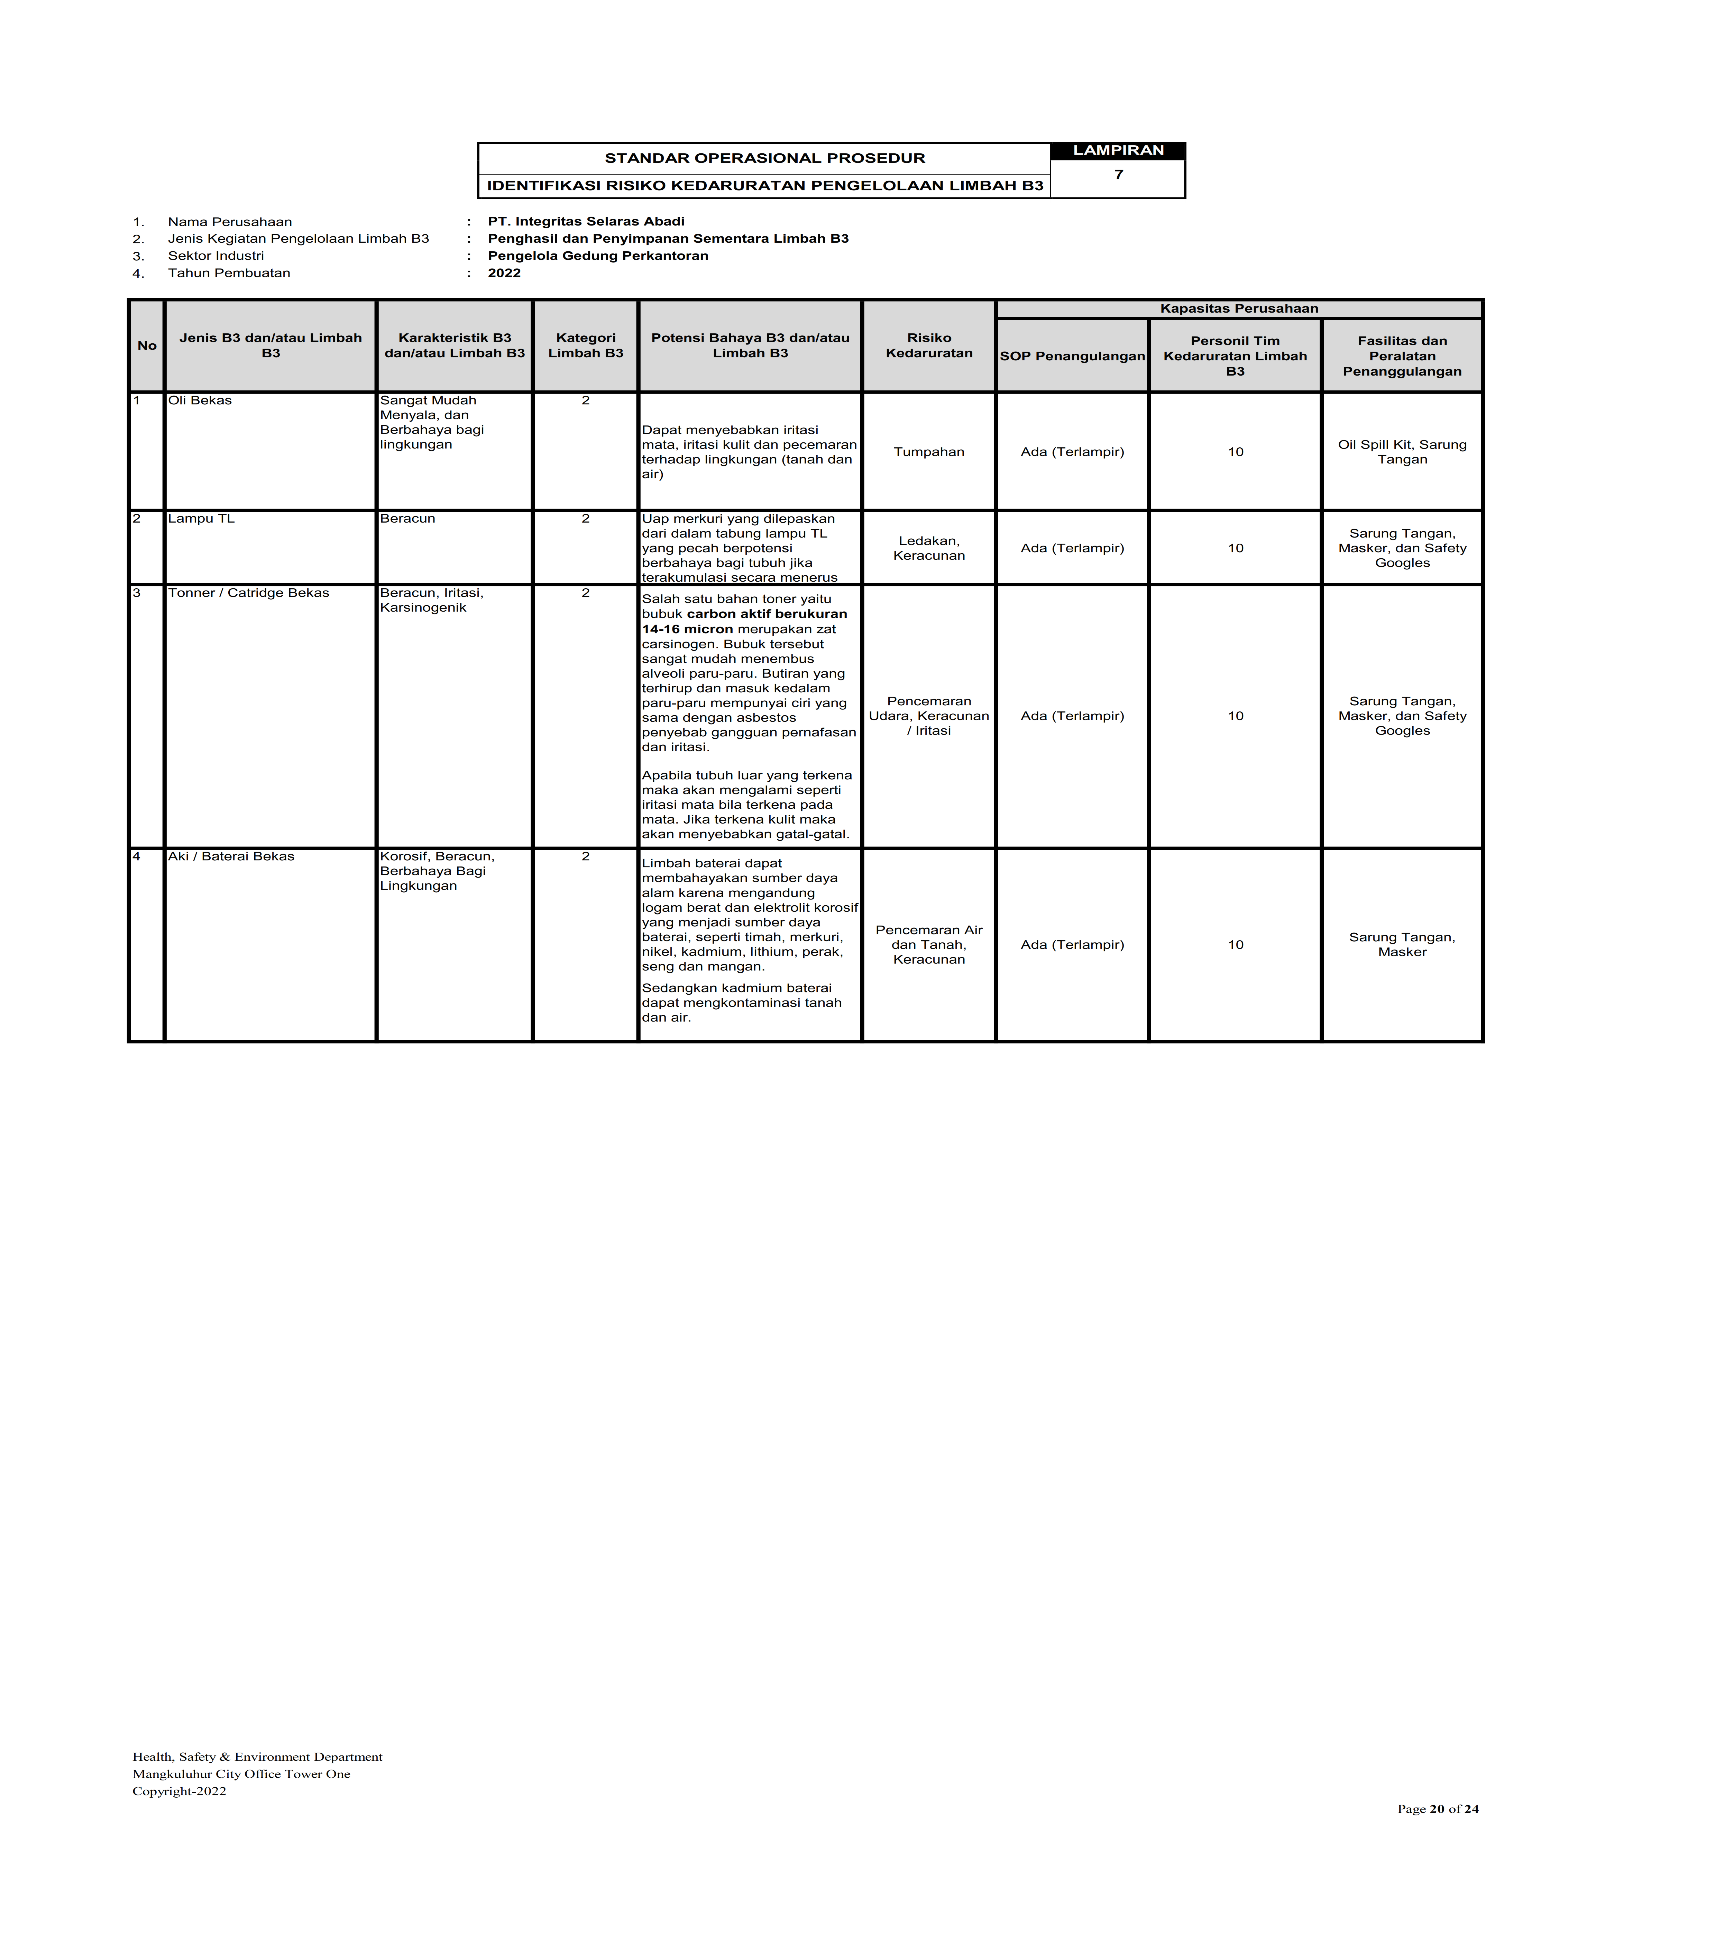 STANDAR OPERASIONAL PROSEDUR
LAMPIRAN
IDENTIFIKASI RISIKO KEDARURATAN PENGELOLAAN LIMBAH B3
7
1. Nama Perusahaan : PT. Integritas Selaras Abadi
2. Jenis Kegiatan Pengelolaan Limbah B3 : Penghasil dan Penyimpanan Sementara Limbah B3
3. Sektor Industri : Pengelola Gedung Perkantoran
4. Tahun Pembuatan : 2022
No
Jenis B3 dan/atau Limbah
B3
Karakteristik B3
dan/atau Limbah B3
Kategori
Limbah B3
Potensi Bahaya B3 dan/atau
Limbah B3
Risiko
Kedaruratan
Kapasitas Perusahaan
SOP Penangulangan
Personil Tim
Kedaruratan Limbah
B3
Fasilitas dan
Peralatan
Penanggulangan
1
Oli Bekas
Sangat Mudah
Menyala, dan
Berbahaya bagi
lingkungan
2
Dapat menyebabkan iritasi
mata, iritasi kulit dan pecemaran
terhadap lingkungan (tanah dan
air)
Tumpahan
Ada (Terlampir)
10
Oil Spill Kit, Sarung
Tangan
2
Lampu TL
Beracun
2
Uap merkuri yang dilepaskan
dari dalam tabung lampu TL
yang pecah berpotensi
berbahaya bagi tubuh jika
terakumulasi secara menerus
Ledakan,
Keracunan
Ada (Terlampir)
10
Sarung Tangan,
Masker, dan Safety
Googles
3
Tonner / Catridge Bekas
Beracun, Iritasi,
Karsinogenik
2
Salah satu bahan toner yaitu
bubuk carbon aktif berukuran
14-16 micron merupakan zat
carsinogen. Bubuk tersebut
sangat mudah menembus
alveoli paru-paru. Butiran yang
terhirup dan masuk kedalam
paru-paru mempunyai ciri yang
sama dengan asbestos
penyebab gangguan pernafasan
dan iritasi.
Apabila tubuh luar yang terkena
maka akan mengalami seperti
iritasi mata bila terkena pada
mata. Jika terkena kulit maka
akan menyebabkan gatal-gatal.
Pencemaran
Udara, Keracunan
/ Iritasi
Ada (Terlampir)
10
Sarung Tangan,
Masker, dan Safety
Googles
4
Aki / Baterai Bekas
Korosif, Beracun,
Berbahaya Bagi
Lingkungan
2
Limbah baterai dapat
membahayakan sumber daya
alam karena mengandung
logam berat dan elektrolit korosif
yang menjadi sumber daya
baterai, seperti timah, merkuri,
nikel, kadmium, lithium, perak,
seng dan mangan.
Sedangkan kadmium baterai
dapat mengkontaminasi tanah
dan air.
Pencemaran Air
dan Tanah,
Keracunan
Ada (Terlampir)
10
Sarung Tangan,
Masker
Health, Safety & Environment Department
Mangkuluhur City Office Tower One
Copyright-2022
Page 20 of 24